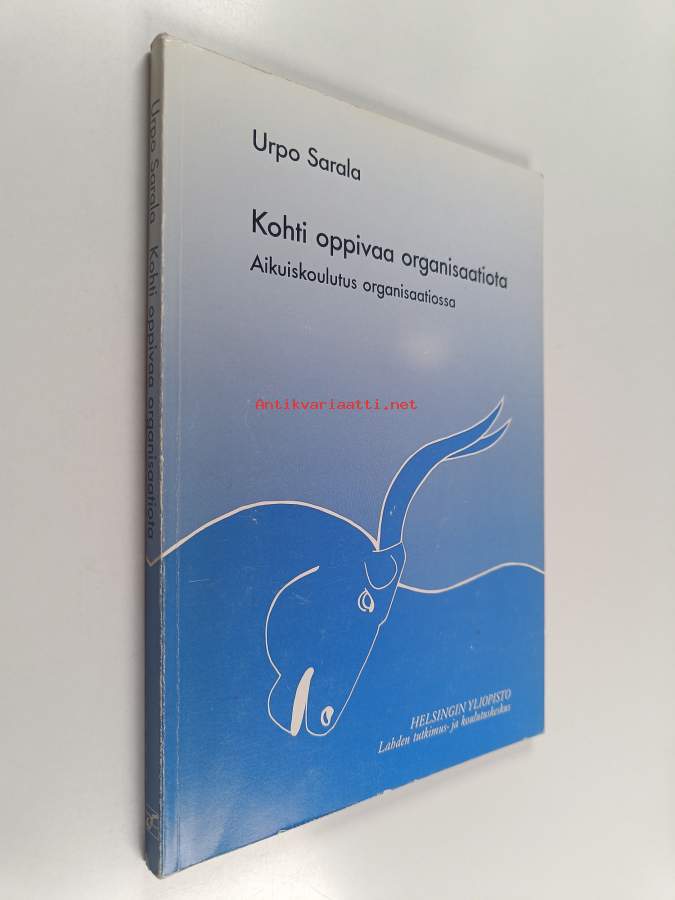 Urpo Sarala
Kohti oppivaa organisaatiota
Aikuiskoulutus organisaatiossa
Antikvariaatti.net
HELSINGIN YLIOPISTO
Lahden tutkimus- ja koulutuskeskus
Urpo Sarala Kohti oppivaa organisaatiota